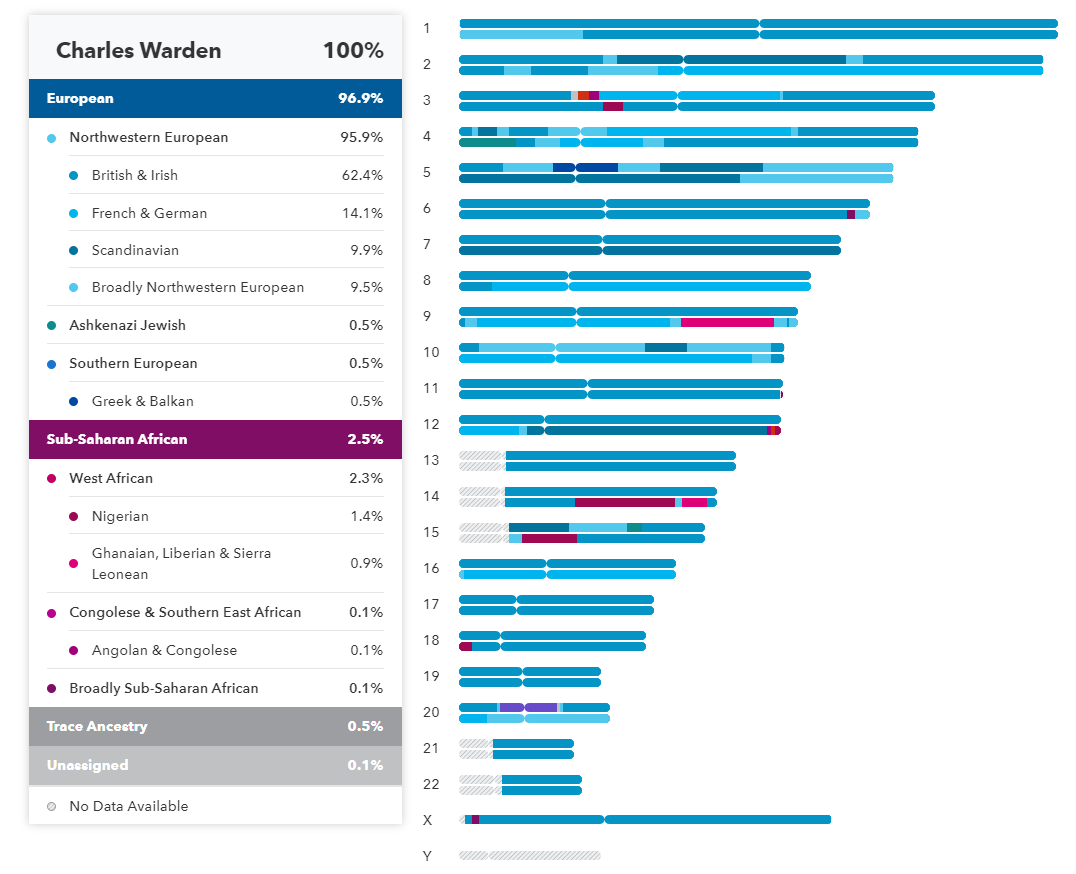 Charles Warden 100%
European 96.9%
Northwestern European 95.9%
British & Irish 62.4%
French & German 14.1%
Scandinavian 9.9%
Broadly Northwestern European 9.5%
Ashkenazi Jewish 0.5%
Southern European 0.5%
Greek & Balkan 0.5%
Sub-Saharan African 2.5%
West African 2.3%
Nigerian 1.4%
Ghanaian, Liberian & Sierra
Leonean 0.9%
Congolese & Southern East African 0.1%
Angolan & Congolese 0.1%
Broadly Sub-Saharan African 0.1%
Trace Ancestry 0.5%
Unassigned 0.1%
No Data Available
1
2
3
4
5
6
7
8
9
10
11
12
13
14
15
16
17
18
19
20
21
22
X
Y